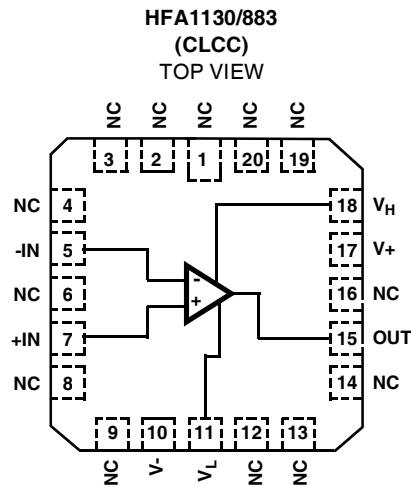 HFA1130/883
(CLCC)
TOP VIEW
NC NC NC NC NC
3 2 1 20 19
NC 4 18 VH
-IN 5 17 V+
NC 6 16 NC
+IN 7 15 OUT
NC 8 14 NC
- 
+
9 10 11 12 13
NC V- VL NC NC